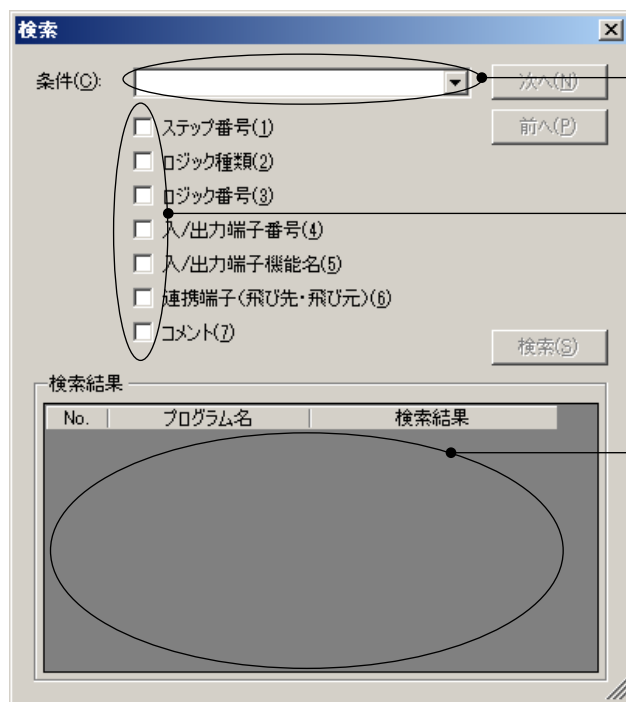 検索
条件(C): 次へ(N)
前へ(P)
ステップ番号(1)
ロジック種類(2)
ロジック番号(3)
入/出力端子番号(4)
入/出力端子機能名(5)
連携端子(飛び先・飛び元)(6)
コメント(7)
検索(S)
検索結果
No. プログラム名 検索結果